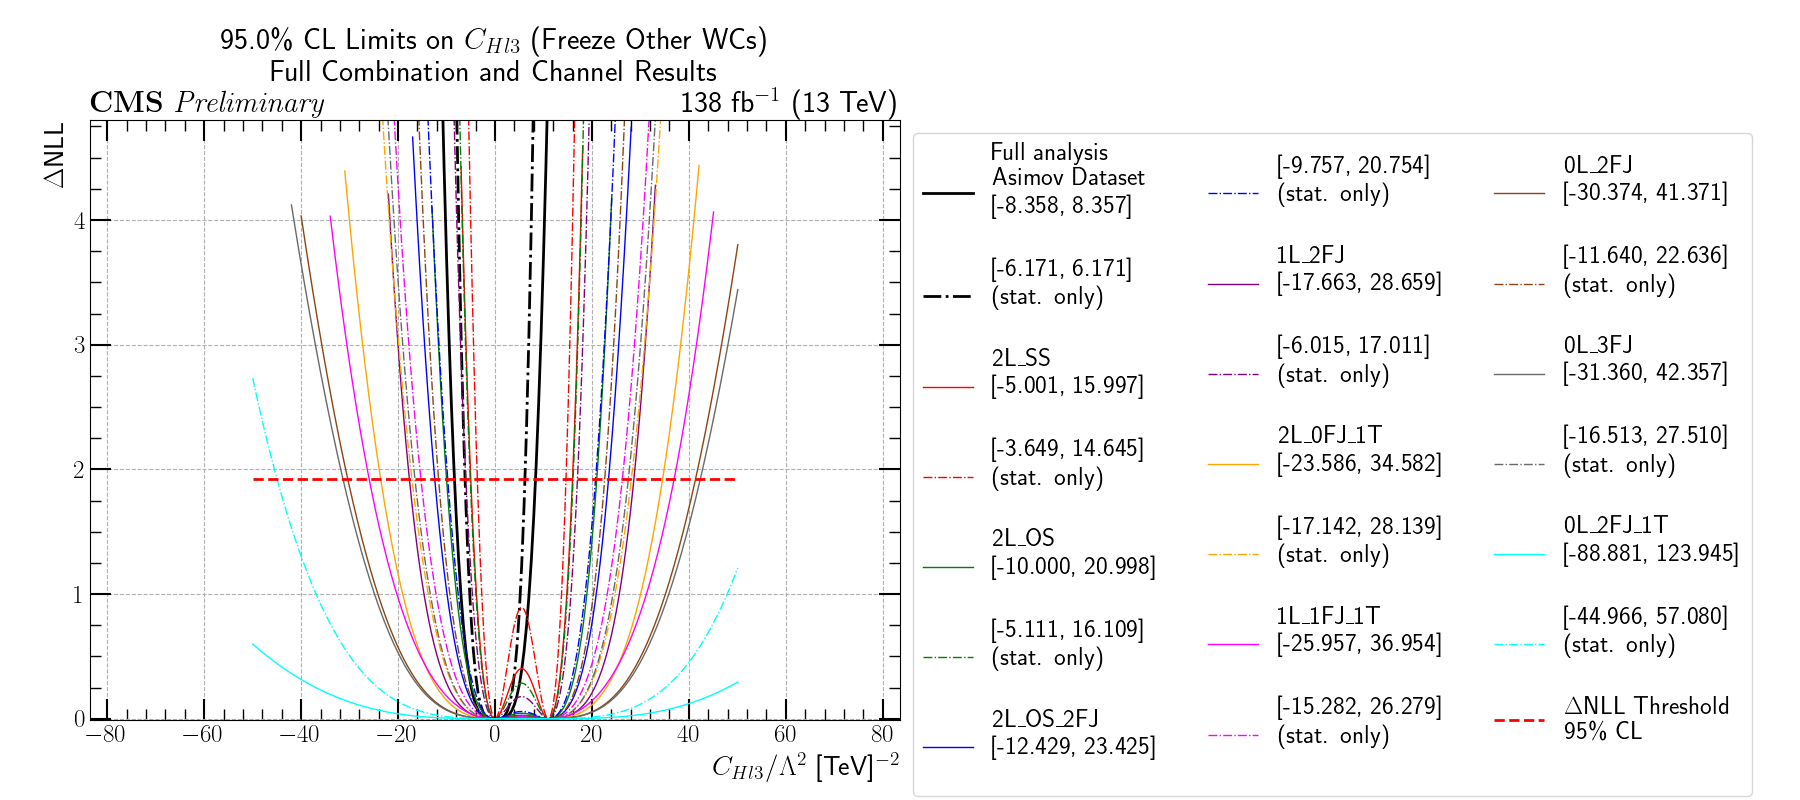 95.0% CL Limits on C_{Hl3} (Freeze Other WCs)
Full Combination and Channel Results
CMS Preliminary
138 fb⁻¹ (13 TeV)
ΔNLL
4
3
2
1
0
−80
−60
−40
−20
0
20
40
60
80
C_{Hl3}/Λ² [TeV]⁻²
Full analysis
Asimov Dataset
[-8.358, 8.357]
[-6.171, 6.171]
(stat. only)
2L_SS
[-5.001, 15.997]
[-3.649, 14.645]
(stat. only)
2L_OS
[-10.000, 20.998]
[-5.111, 16.109]
(stat. only)
2L_OS_2FJ
[-12.429, 23.425]
[-9.757, 20.754]
(stat. only)
1L_2FJ
[-17.663, 28.659]
[-6.015, 17.011]
(stat. only)
2L_0FJ_1T
[-23.586, 34.582]
[-17.142, 28.139]
(stat. only)
1L_1FJ_1T
[-25.957, 36.954]
[-15.282, 26.279]
(stat. only)
0L_2FJ
[-30.374, 41.371]
[-11.640, 22.636]
(stat. only)
0L_3FJ
[-31.360, 42.357]
[-16.513, 27.510]
(stat. only)
0L_2FJ_1T
[-88.881, 123.945]
[-44.966, 57.080]
(stat. only)
ΔNLL Threshold
95% CL